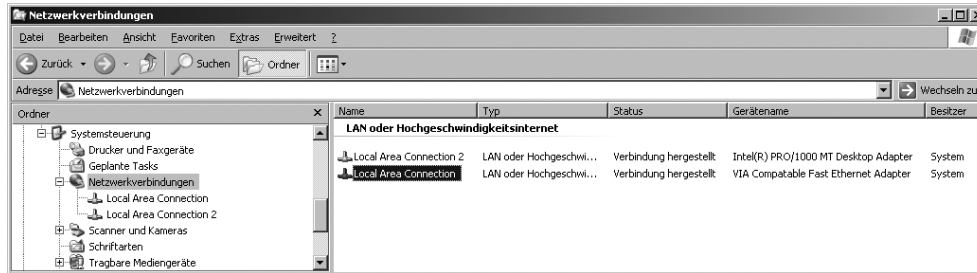 Netzwerkverbindungen
Datei Bearbeiten Ansicht Favoriten Extras Erweitert ?
Zurück Suchen Ordner
Adresse Netzwerkverbindungen Wechseln zu
Ordner x Name Typ Status Gerätename Besitzer
Systemsteuerung LAN oder Hochgeschwindigkeitsinternet
Drucker und Faxgeräte
Geplante Tasks Local Area Connection 2 LAN oder Hochgeschwi... Verbindung hergestellt Intel(R) PRO/1000 MT Desktop Adapter System
Netzwerkverbindungen Local Area Connection LAN oder Hochgeschwi... Verbindung hergestellt VIA Compatable Fast Ethernet Adapter System
Local Area Connection
Local Area Connection 2
Scanner und Kameras
Schriftarten
Tragbare Mediengeräte